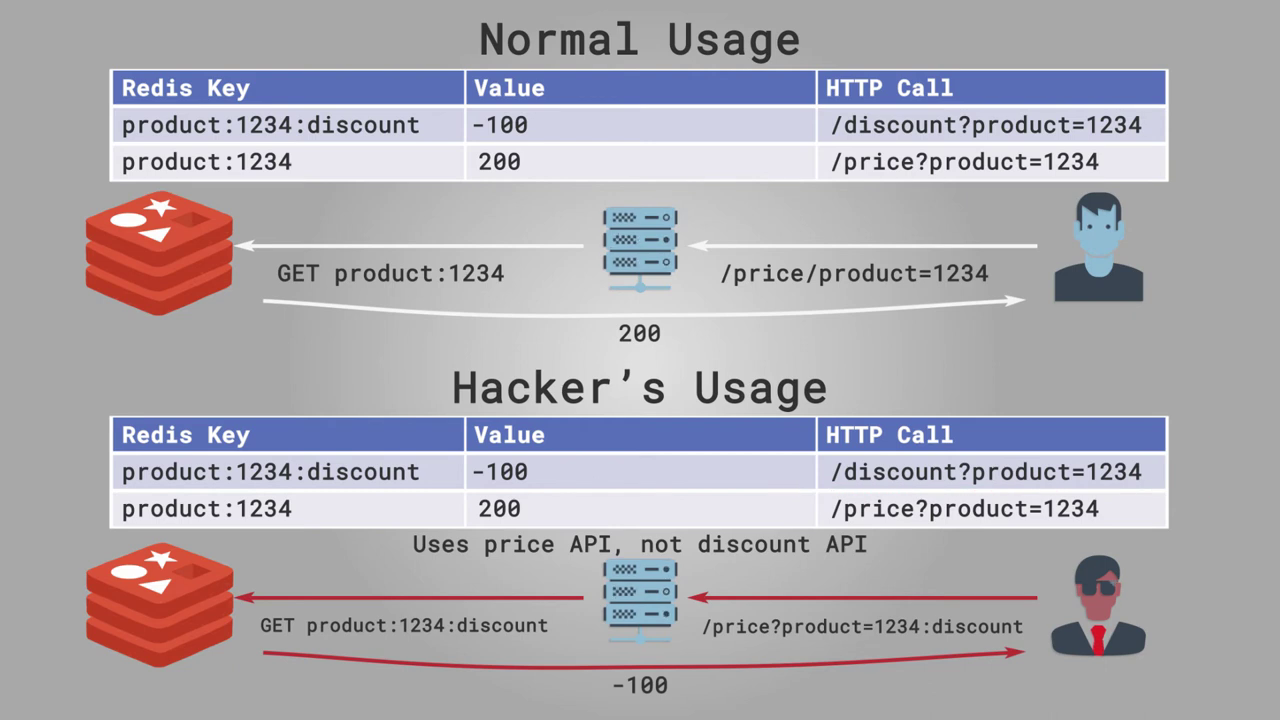 Normal Usage
Redis Key Value HTTP Call
product:1234:discount -100 /discount?product=1234
product:1234 200 /price?product=1234
GET product:1234 /price/product=1234
200
Hacker’s Usage
Redis Key Value HTTP Call
product:1234:discount -100 /discount?product=1234
product:1234 200 /price?product=1234
Uses price API, not discount API
GET product:1234:discount /price?product=1234:discount
-100